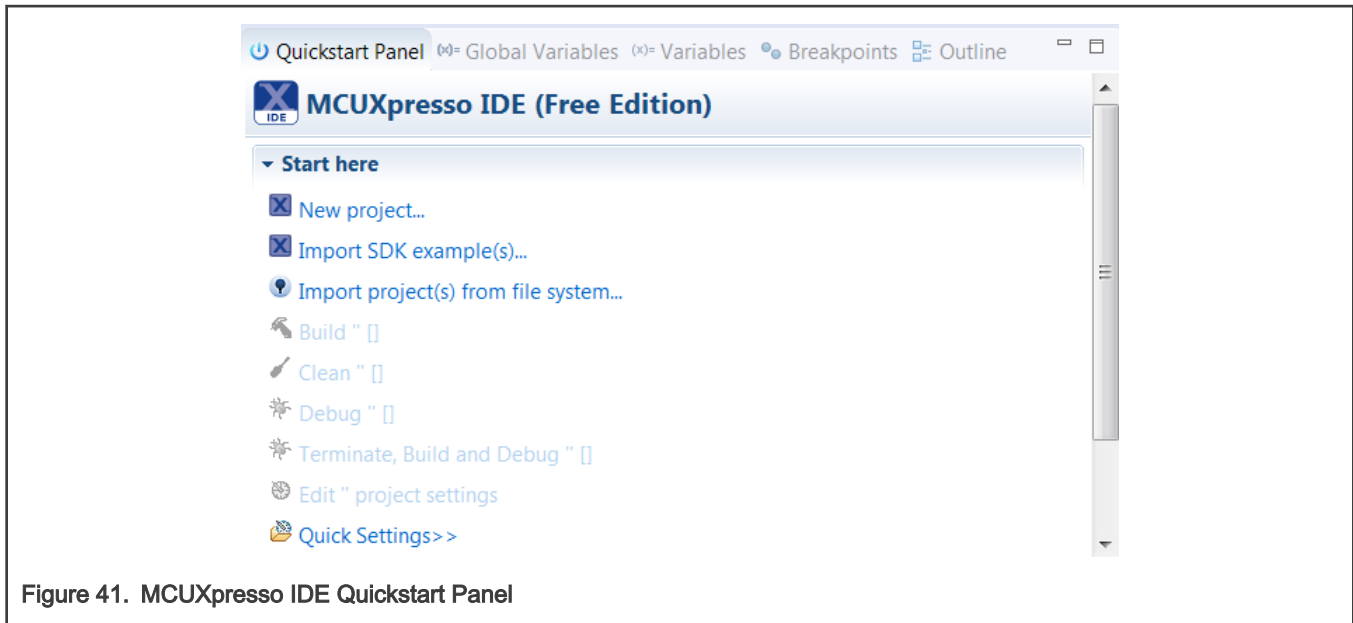 Quickstart Panel (x)= Global Variables (x)= Variables Breakpoints Outline
IDE MCUXpresso IDE (Free Edition)
Start here
New project...
Import SDK example(s)...
Import project(s) from file system...
Build '' []
Clean '' []
Debug '' []
Terminate, Build and Debug '' []
Edit '' project settings
Quick Settings>>
Figure 41. MCUXpresso IDE Quickstart Panel